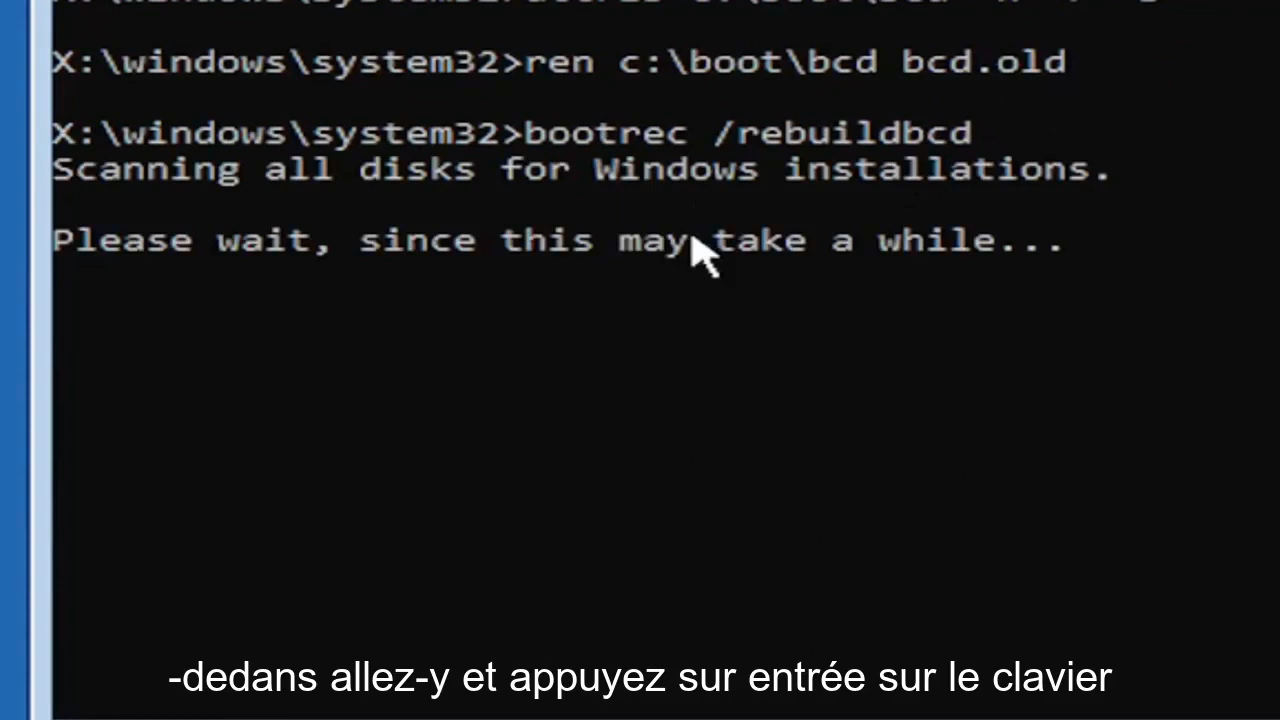 X:\windows\system32>ren c:\boot\bcd bcd.old
X:\windows\system32>bootrec /rebuildbcd
Scanning all disks for Windows installations.
Please wait, since this may take a while...
-dedans allez-y et appuyez sur entrée sur le clavier